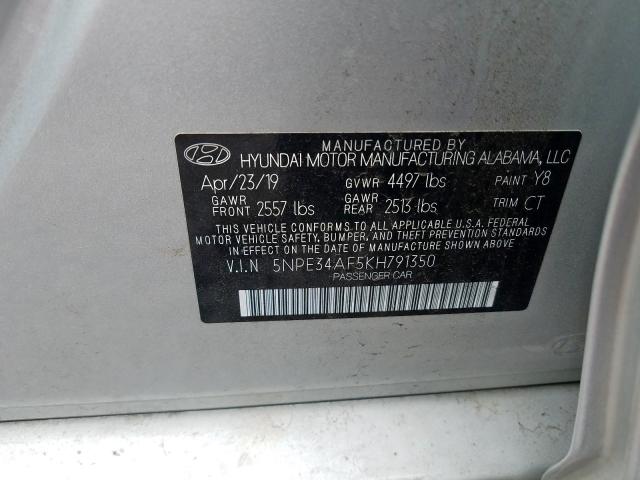 MANUFACTURED BY
HYUNDAI MOTOR MANUFACTURING ALABAMA, LLC
Apr/23/19 GVWR 4497 lbs PAINT Y8
GAWR FRONT 2557 lbs GAWR REAR 2513 lbs TRIM CT
THIS VEHICLE CONFORMS TO ALL APPLICABLE U.S.A. FEDERAL
MOTOR VEHICLE SAFETY, BUMPER, AND THEFT PREVENTION STANDARDS
IN EFFECT ON THE DATE OF MANUFACTURE SHOWN ABOVE.
V.I.N 5NPE34AF5KH791350
PASSENGER CAR